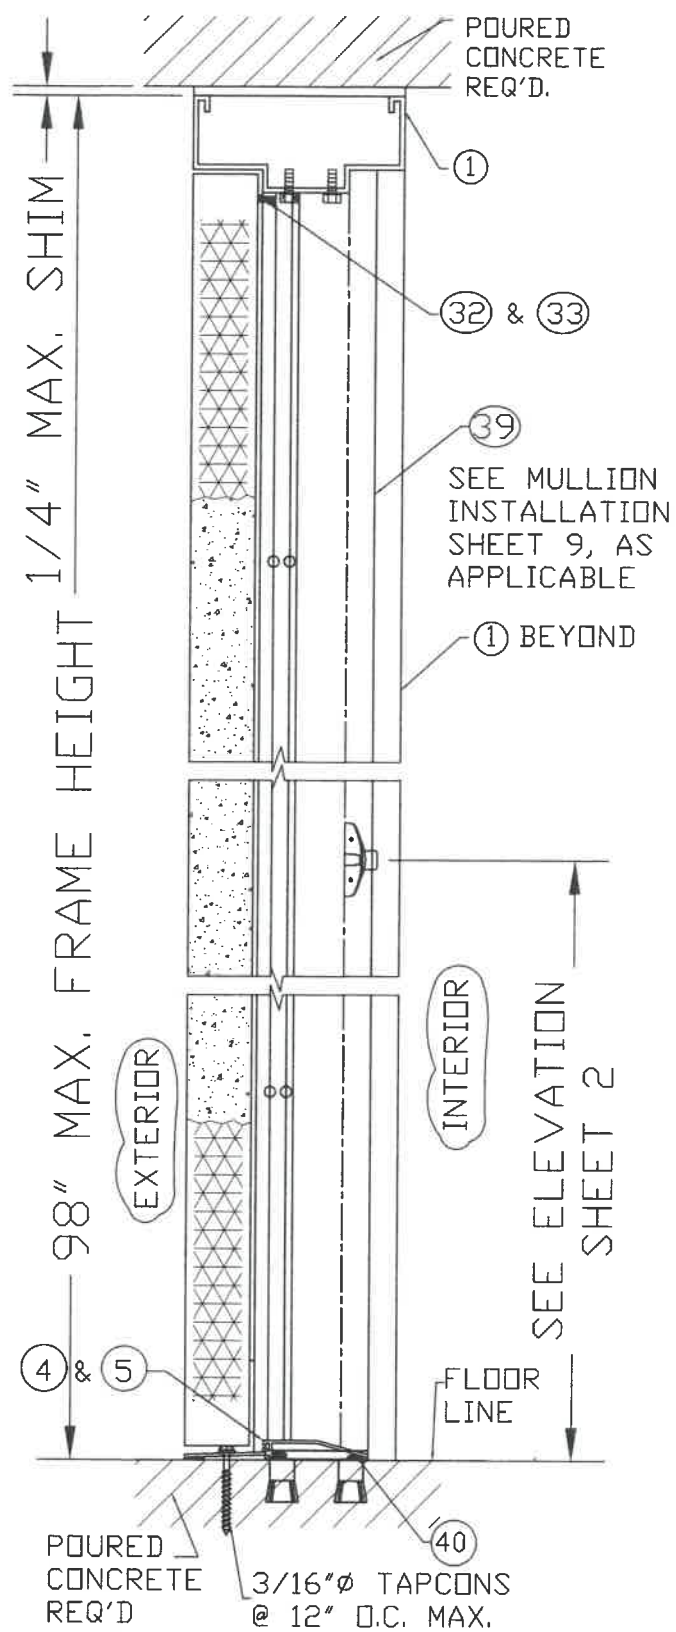 POURED
CONCRETE
REQ'D.
1
1/4" MAX. SHIM
32 & 33
39
SEE MULLION
INSTALLATION
SHEET 9, AS
APPLICABLE
1 BEYOND
98" MAX. FRAME HEIGHT
EXTERIOR
INTERIOR
SEE ELEVATION
SHEET 2
4 & 5
FLOOR
LINE
40
POURED
CONCRETE
REQ'D
3/16"Ø TAPCONS
@ 12" O.C. MAX.